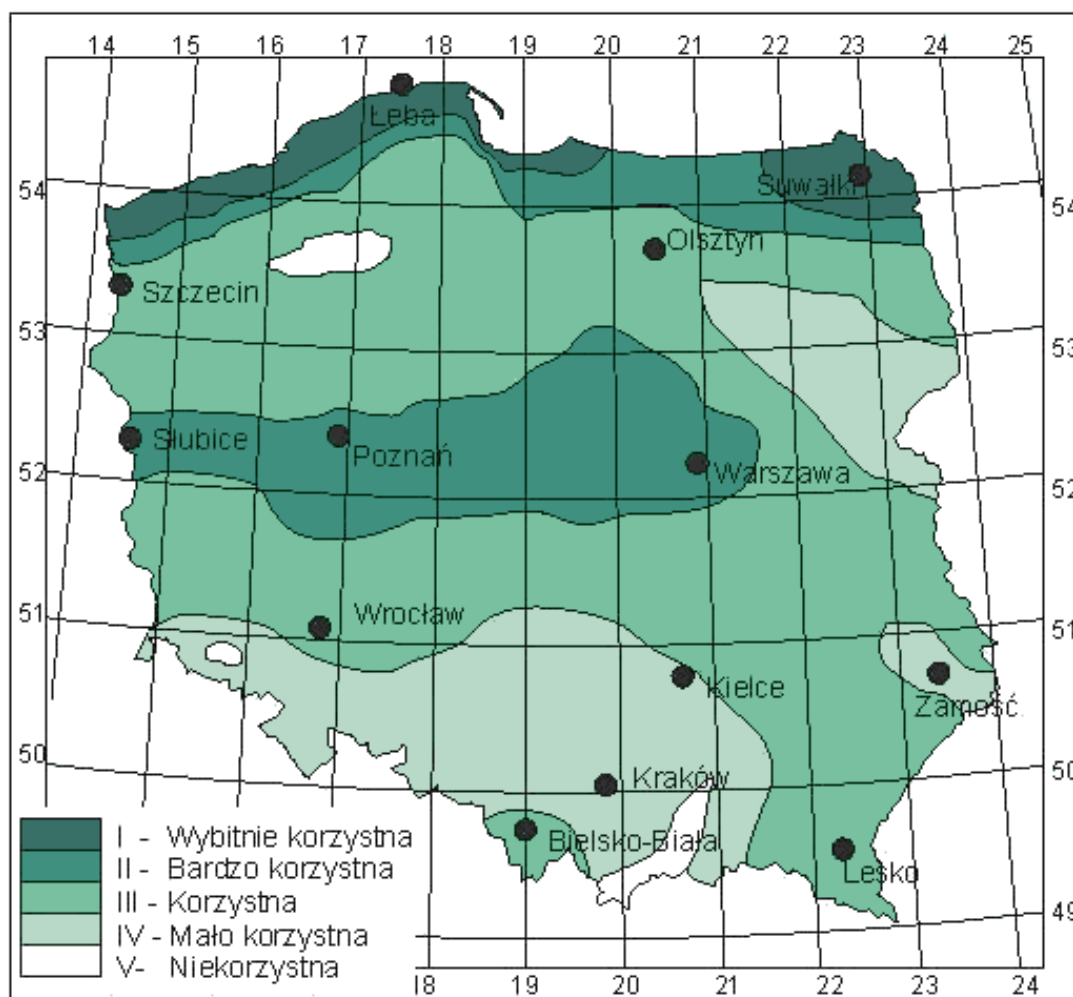 14 15 16 17 18 19 20 21 22 23 24 25
Łeba
54
Suwałki
54
Olsztyn
Szczecin
53
53
Słubice
Poznań
Warszawa
52
52
51
Wrocław
51
Kielce
Zamość
50
Kraków
50
I - Wybitnie korzystna
Bielsko-Biała
II - Bardzo korzystna
Lesko
III - Korzystna
49
IV - Mało korzystna
V- Niekorzystna
18 19 20 21 22 23 24